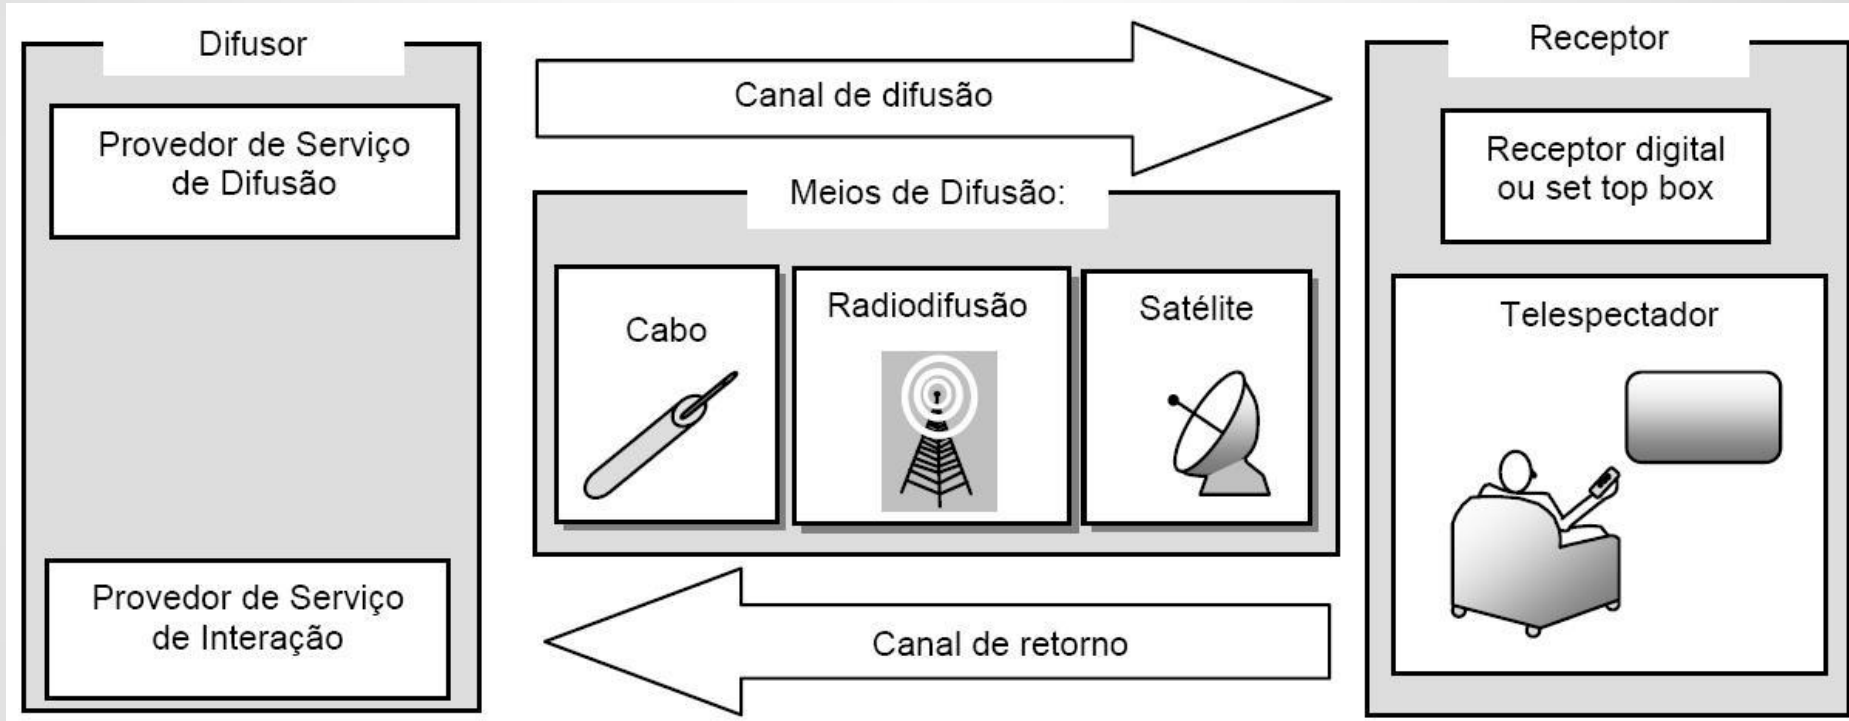 Difusor
Provedor de Serviço
de Difusão
Provedor de Serviço
de Interação
Canal de difusão
Meios de Difusão:
Cabo
Radiodifusão
Satélite
Canal de retorno
Receptor
Receptor digital
ou set top box
Telespectador